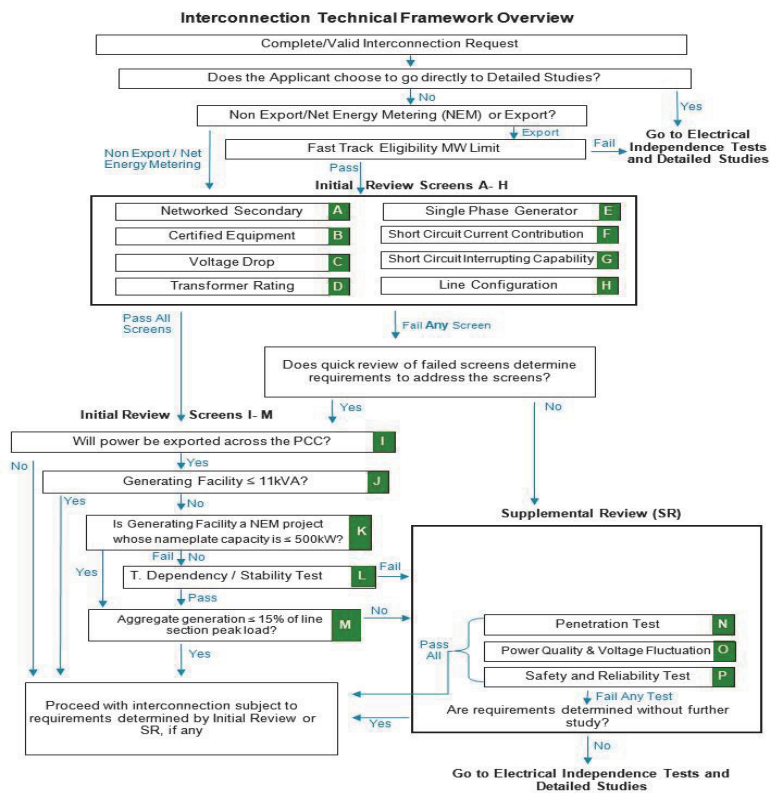 Interconnection Technical Framework Overview
Complete/Valid Interconnection Request
Does the Applicant choose to go directly to Detailed Studies?
No
Yes
Non Export/Net Energy Metering (NEM) or Export?
Export
Fast Track Eligibility MW Limit
Fail
Go to Electrical
Independence Tests
and Detailed Studies
Non Export / Net
Energy Metering
Pass
Initial Review Screens A- H
Networked Secondary A
Single Phase Generator E
Certified Equipment B
Short Circuit Current Contribution F
Voltage Drop C
Short Circuit Interrupting Capability G
Transformer Rating D
Line Configuration H
Pass All
Screens
Fail Any Screen
Does quick review of failed screens determine
requirements to address the screens?
Initial Review Screens I- M
Yes
No
Will power be exported across the PCC? I
No
Yes
Generating Facility ≤ 11kVA? J
Yes
No
Supplemental Review (SR)
Is Generating Facility a NEM project
whose nameplate capacity is ≤ 500kW?
K
Fail No
Yes
T. Dependency / Stability Test L
Fail
Pass
Aggregate generation ≤ 15% of line
section peak load?
M
No
Yes
Penetration Test N
Power Quality & Voltage Fluctuation O
Safety and Reliability Test P
Pass
All
Fail Any Test
Are requirements determined without further
study?
Proceed with interconnection subject to
requirements determined by Initial Review or
SR, if any
Yes
No
Go to Electrical Independence Tests and
Detailed Studies